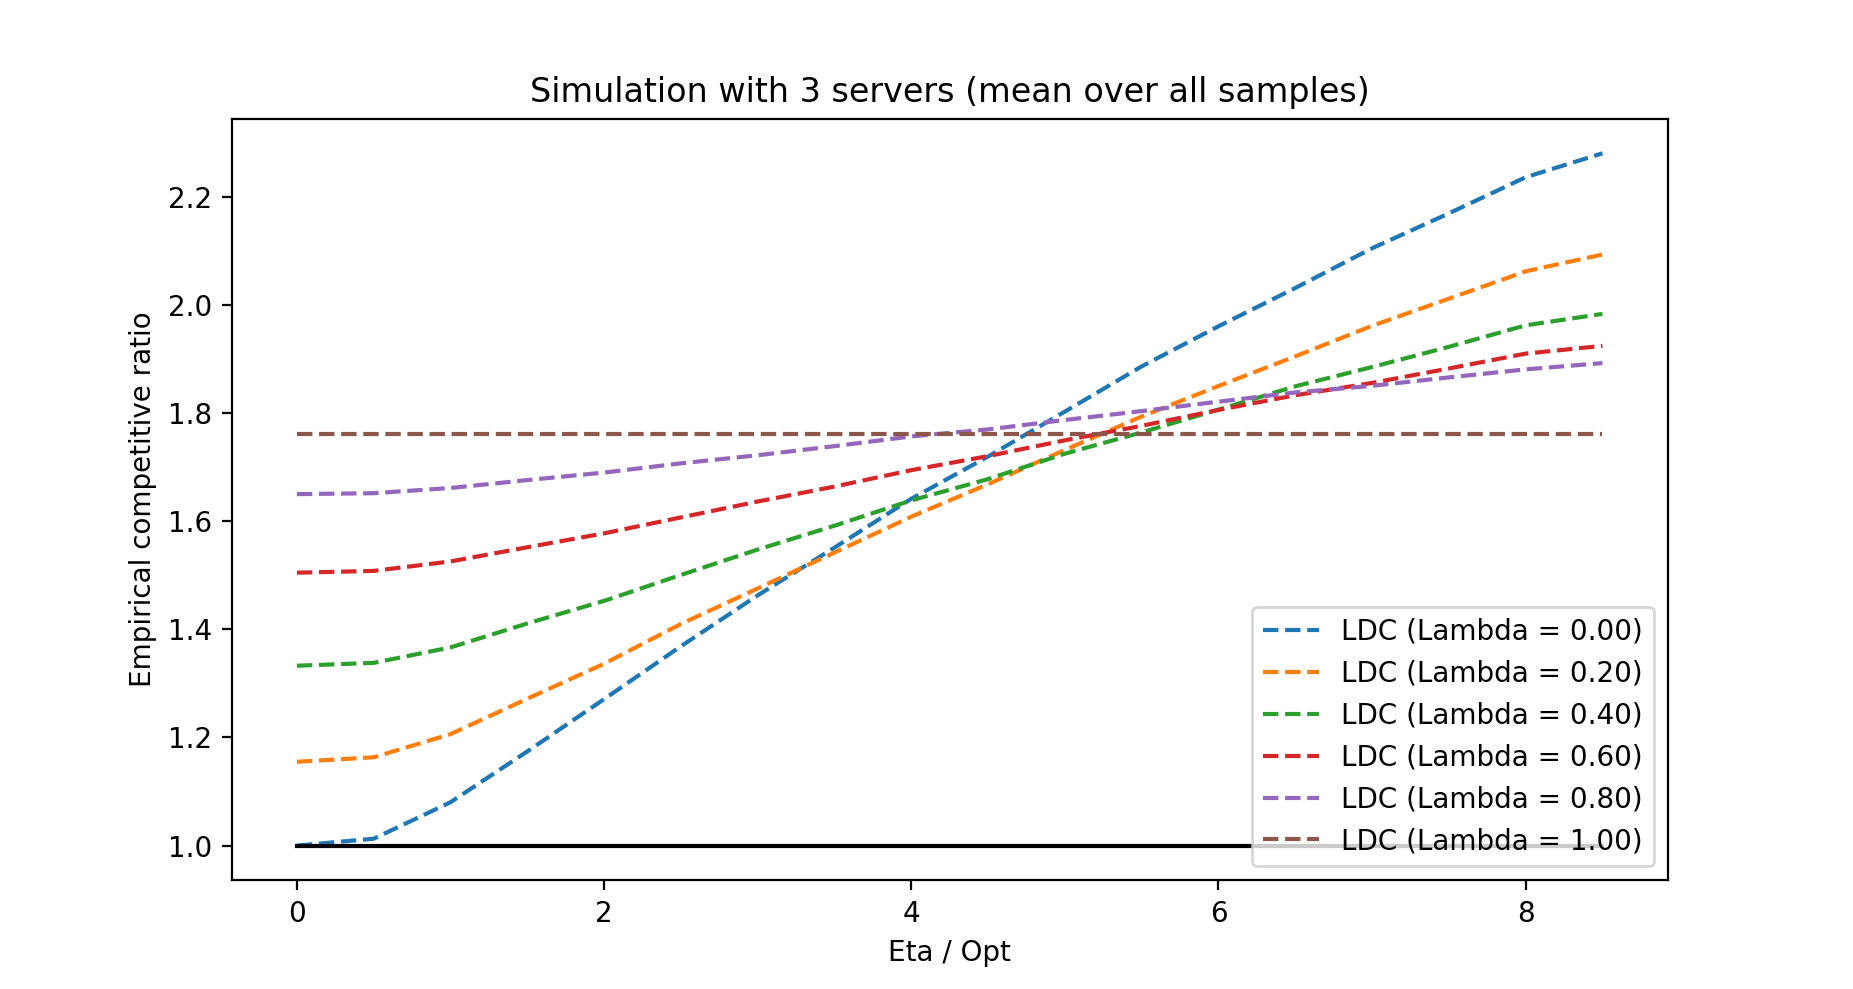 Simulation with 3 servers (mean over all samples)
Empirical competitive ratio
2.2
2.0
1.8
1.6
1.4
1.2
1.0
LDC (Lambda = 0.00)
LDC (Lambda = 0.20)
LDC (Lambda = 0.40)
LDC (Lambda = 0.60)
LDC (Lambda = 0.80)
LDC (Lambda = 1.00)
0 2 4 6 8
Eta / Opt